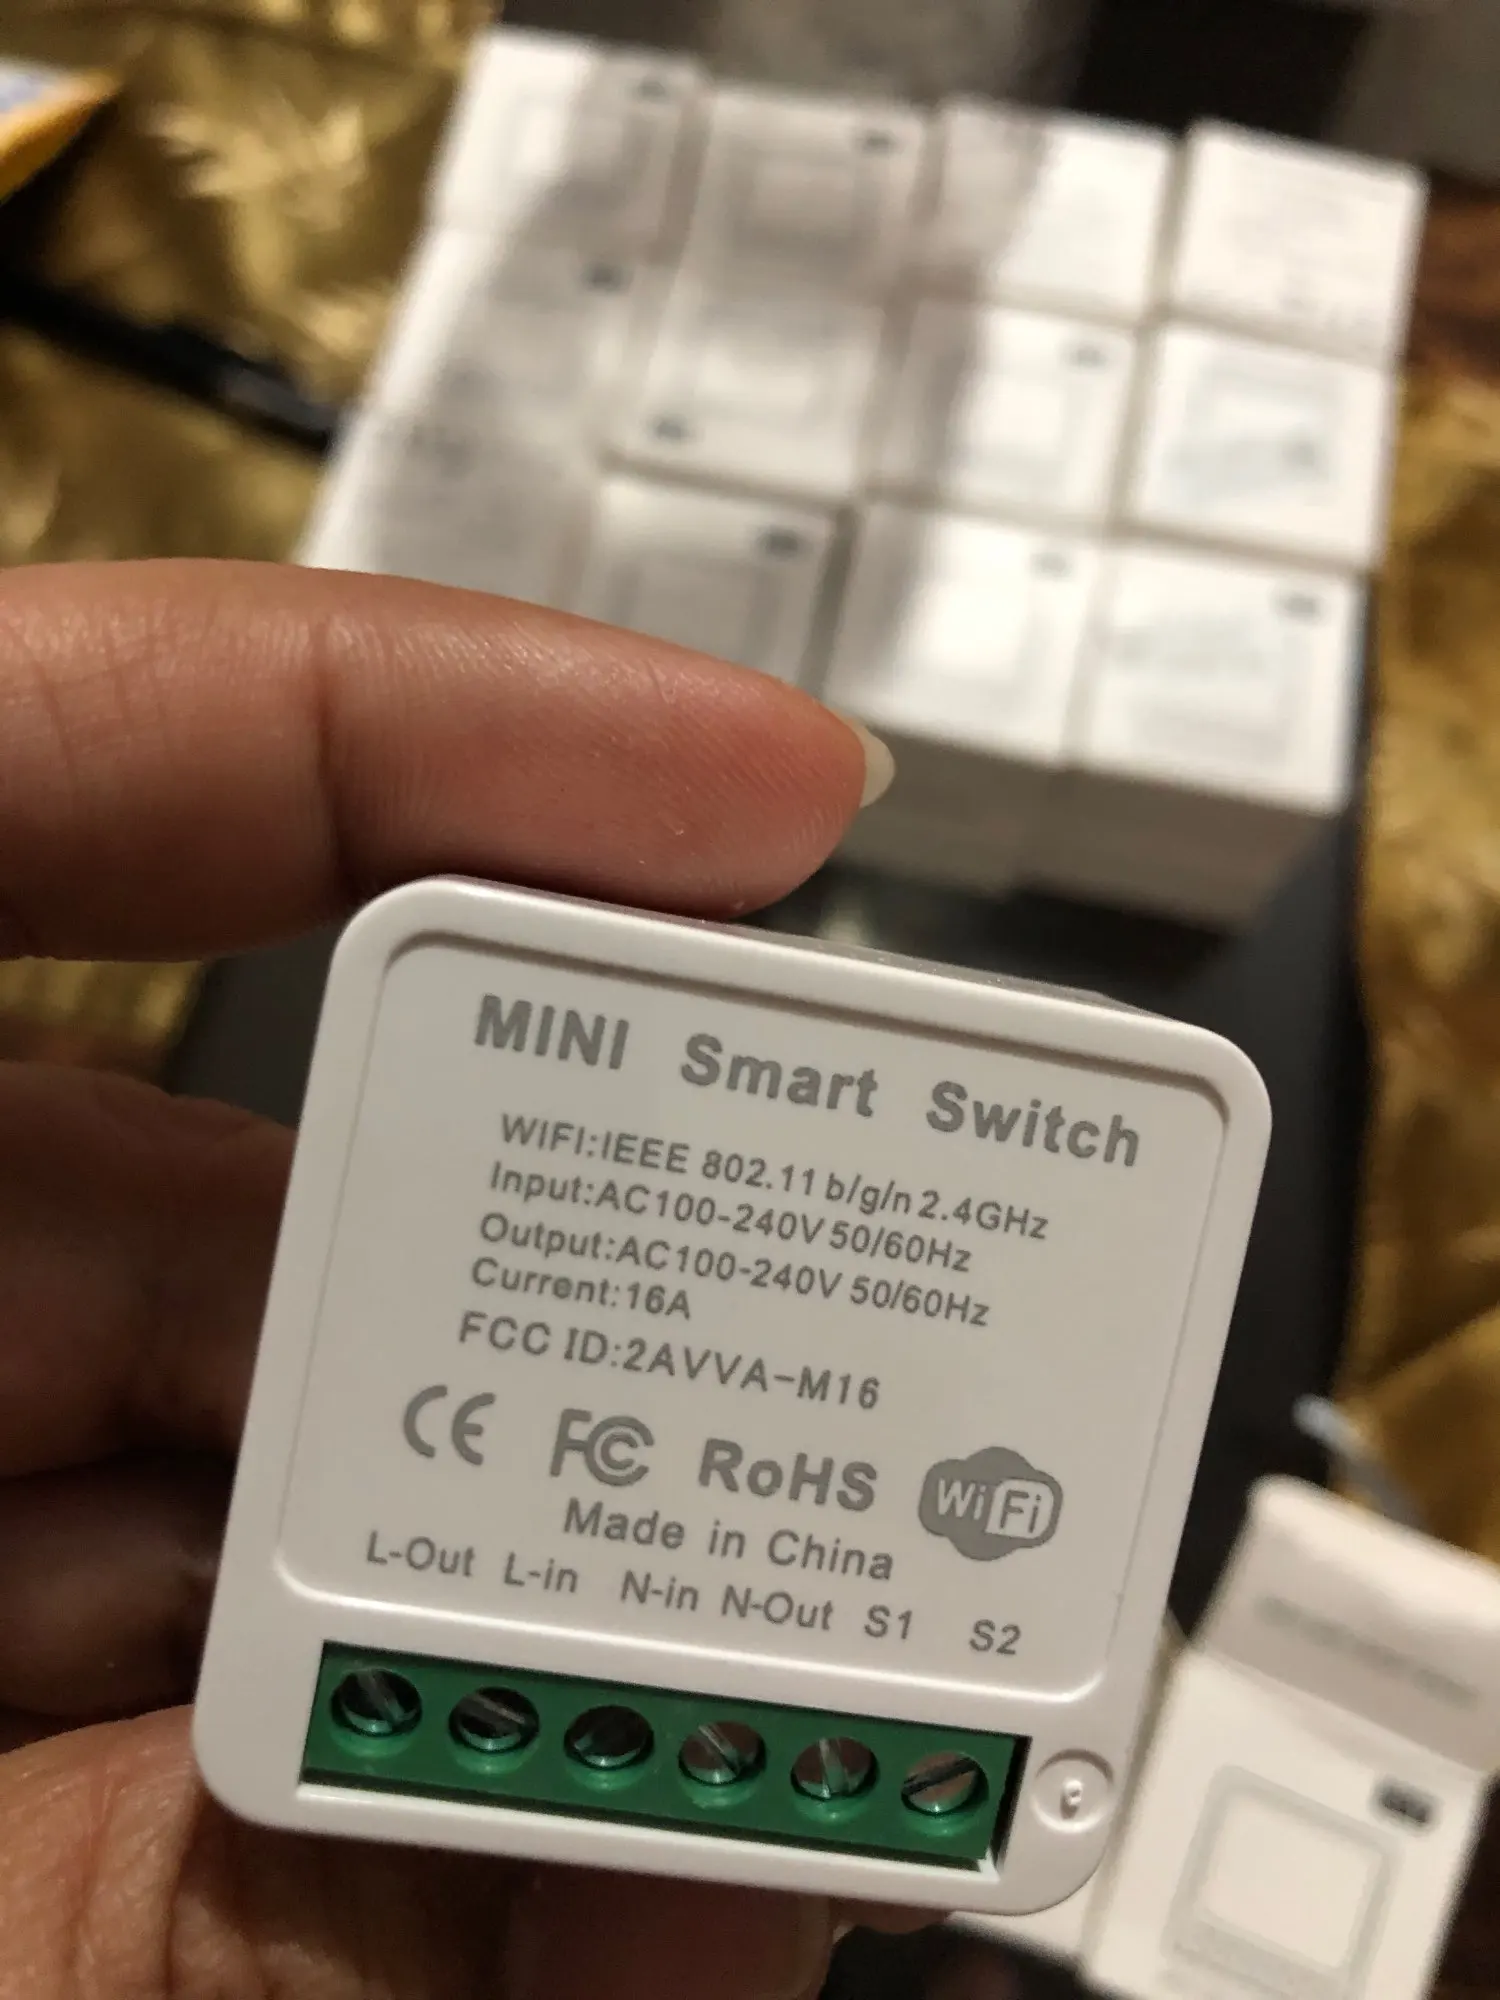 MINI Smart Switch
WIFI:IEEE 802.11 b/g/n 2.4GHz
Input:AC100-240V 50/60Hz
Output:AC100-240V 50/60Hz
Current:16A
FCC ID:2AVVA-M16
CE FC RoHS WiFi
Made in China
L-Out L-in N-in N-Out S1 S2